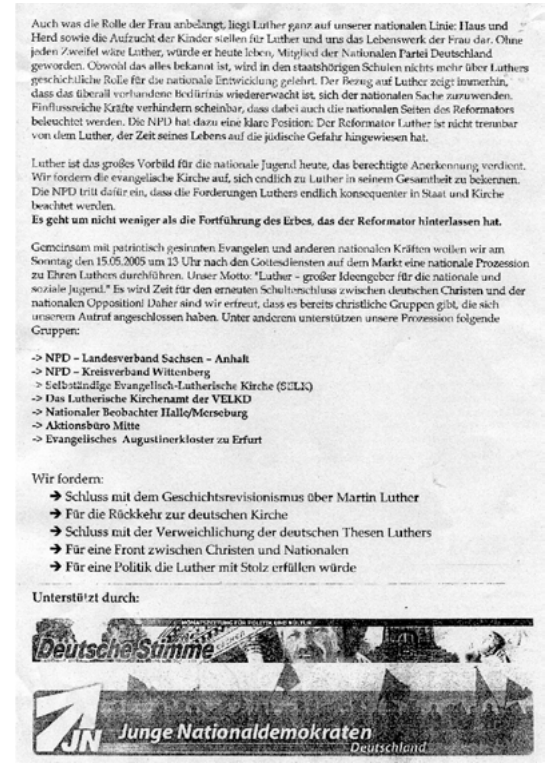 Auch was die Rolle der Frau anbelangt, liegt Luther ganz auf unserer nationalen Linie: Haus und
Herd sowie die Aufzucht der Kinder stellen für Luther und uns das Lebenswerk der Frau dar. Ohne
jeden Zweifel wäre Luther, würde er heute leben, Mitglied der Nationalen Partei Deutschland
geworden. Obwohl das alles bekannt ist, wird in den staatshörigen Schulen nichts mehr über Luthers
geschichtliche Rolle für die nationale Entwicklung gelehrt. Der Bezug auf Luther zeigt immerhin,
dass das überall vorhandene Bedürfnis wiedererwacht ist, sich der nationalen Sache zuzuwenden.
Einflussreiche Kräfte verhindern scheinbar, dass dabei auch die nationalen Seiten des Reformators
beleuchtet werden. Die NPD hat dazu eine klare Position: Der Reformator Luther ist nicht trennbar
von dem Luther, der Zeit seines Lebens auf die jüdische Gefahr hingewiesen hat.
Luther ist das großes Vorbild für die nationale Jugend heute, das berechtigte Anerkennung verdient.
Wir fordern die evangelische Kirche auf, sich endlich zu Luther in seinem Gesamtheit zu bekennen.
Die NPD tritt dafür ein, dass die Forderungen Luthers endlich konsequenter in Staat und Kirche
beachtet werden.
Es geht um nicht weniger als die Fortführung des Erbes, das der Reformator hinterlassen hat.
Gemeinsam mit patriotisch gesinnten Evangelen und anderen nationalen Kräften wollen wir am
Sonntag den 15.05.2005 um 13 Uhr nach den Gottesdiensten auf dem Markt eine nationale Prozession
zu Ehren Luthers durchführen. Unser Motto: "Luther – großer Ideengeber für die nationale und
soziale Jugend." Es wird Zeit für den erneuten Schulterschluss zwischen deutschen Christen und der
nationalen Opposition! Daher sind wir erfreut, dass es bereits christliche Gruppen gibt, die sich
unserem Aufruf angeschlossen haben. Unter anderem unterstützen unsere Prozession folgende
Gruppen:
-> NPD – Landesverband Sachsen – Anhalt
-> NPD – Kreisverband Wittenberg
-> Selbständige Evangelisch-Lutherische Kirche (SELK)
-> Das Lutherische Kirchenamt der VELKD
-> Nationaler Beobachter Halle/Merseburg
-> Aktionsbüro Mitte
-> Evangelisches Augustinerkloster zu Erfurt
Wir fordern:
➔ Schluss mit dem Geschichtsrevisionismus über Martin Luther
➔ Für die Rückkehr zur deutschen Kirche
➔ Schluss mit der Verweichlichung der deutschen Thesen Luthers
➔ Für eine Front zwischen Christen und Nationalen
➔ Für eine Politik die Luther mit Stolz erfüllen würde
Unterstützt durch:
MONATSZEITUNG FÜR POLITIK UND KULTUR
Deutsche Stimme
JN Junge Nationaldemokraten
Deutschland